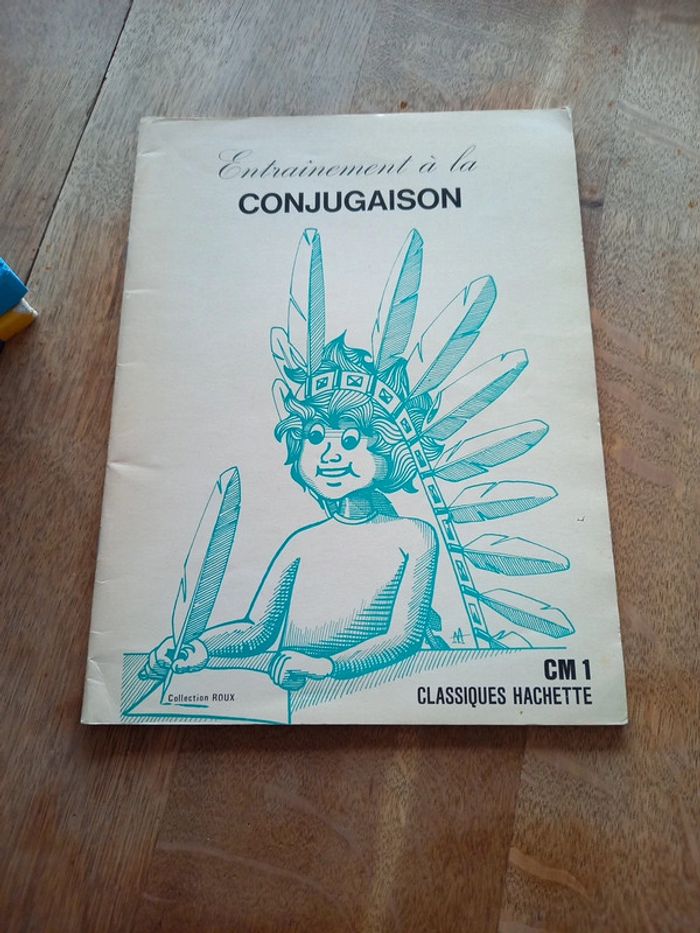 Entrainement à la
CONJUGAISON
Collection ROUX
CM 1
CLASSIQUES HACHETTE